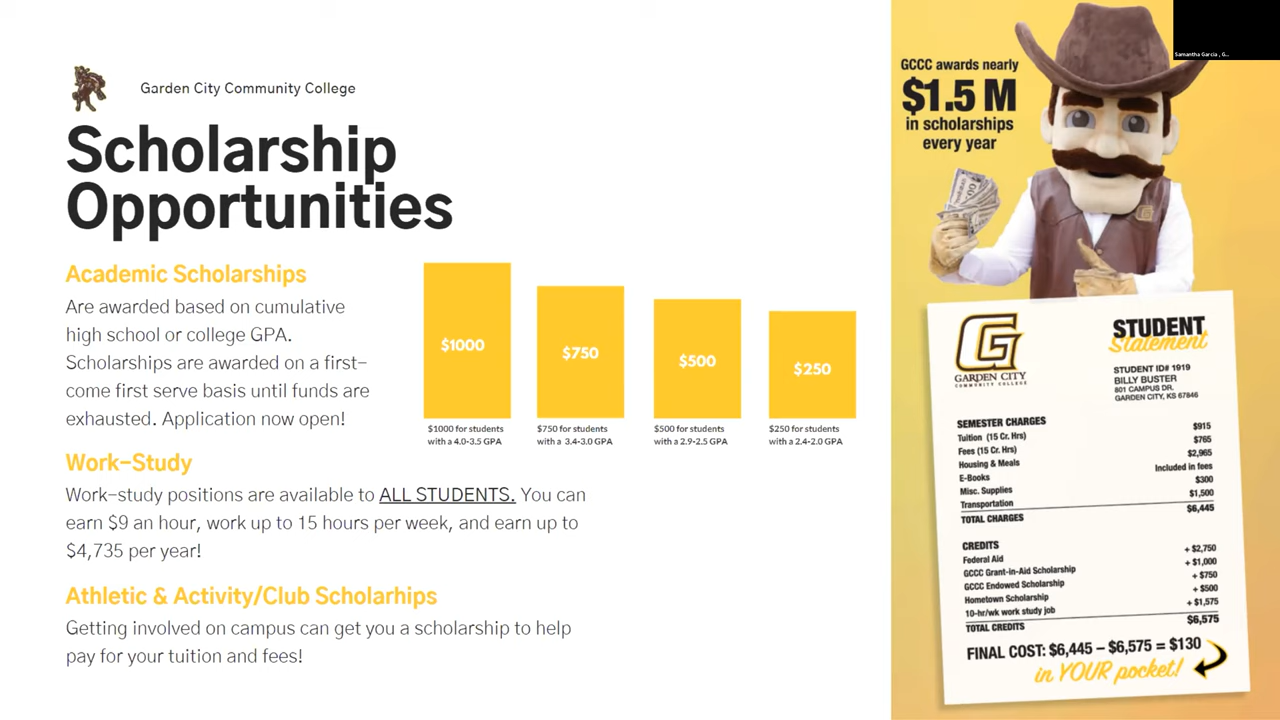 Garden City Community College
Scholarship
Opportunities
Academic Scholarships
Are awarded based on cumulative
high school or college GPA.
Scholarships are awarded on a first-
come first serve basis until funds are
exhausted. Application now open!
$1000
$750
$500
$250
$1000 for students
with a 4.0-3.5 GPA
$750 for students
with a 3.4-3.0 GPA
$500 for students
with a 2.9-2.5 GPA
$250 for students
with a 2.4-2.0 GPA
Work-Study
Work-study positions are available to ALL STUDENTS. You can
earn $9 an hour, work up to 15 hours per week, and earn up to
$4,735 per year!
Athletic & Activity/Club Scholarhips
Getting involved on campus can get you a scholarship to help
pay for your tuition and fees!
Samantha Garcia , G...
GCCC awards nearly
$1.5 M
in scholarships
every year
G
G
GARDEN CITY
COMMUNITY COLLEGE
STUDENT
Statement
STUDENT ID# 1919
BILLY BUSTER
801 CAMPUS DR.
GARDEN CITY, KS 67846
SEMESTER CHARGES
Tuition (15 Cr. Hrs) $915
Fees (15 Cr. Hrs) $765
Housing & Meals $2,965
E-Books Included in fees
Misc. Supplies $300
Transportation $1,500
TOTAL CHARGES $6,445
CREDITS
Federal Aid + $2,750
GCCC Grant-in-Aid Scholarship + $1,000
GCCC Endowed Scholarship + $750
Hometown Scholarship + $500
10-hr/wk work study job + $1,575
TOTAL CREDITS $6,575
FINAL COST: $6,445 – $6,575 = $130
in YOUR pocket!